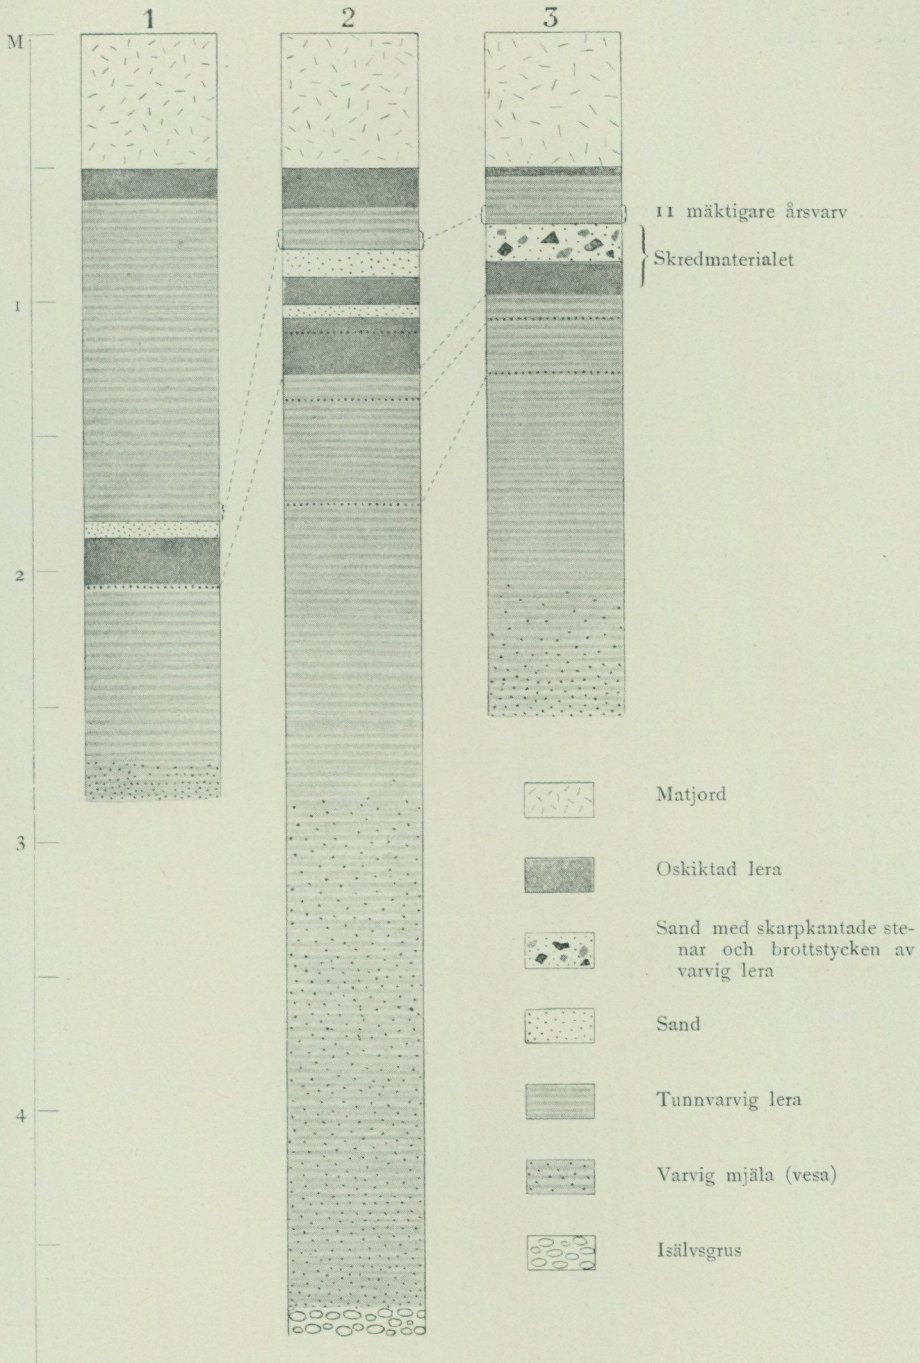 1
2
3
M
11 mäktigare årsvarv
Skredmaterialet
1
2
3
4
Matjord
Oskiktad lera
Sand med skarpkantade ste-
nar och brottstycken av
varvig lera
Sand
Tunnvarvig lera
Varvig mjäla (vesa)
Isälvsgrus